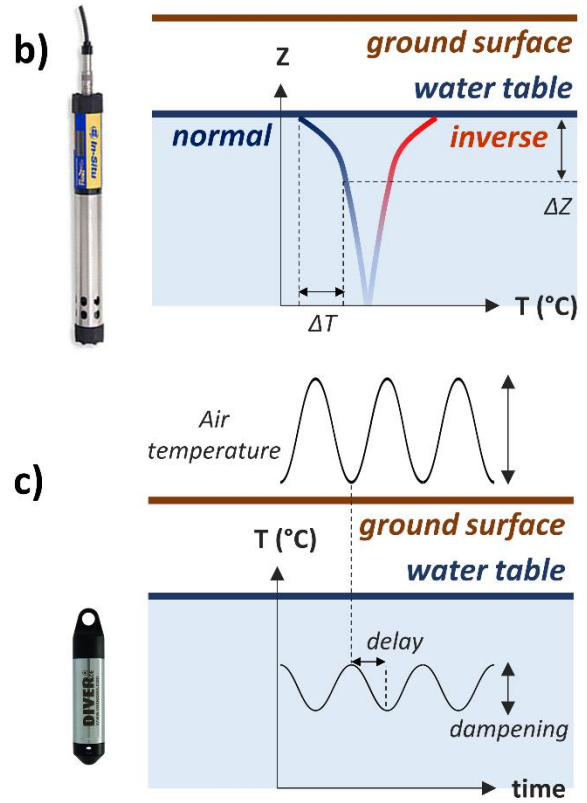 b)
In-Situ
ground surface
Z
water table
normal
inverse
ΔZ
T (°C)
ΔT
Air
temperature
c)
ground surface
T (°C)
water table
DIVER
delay
dampening
time